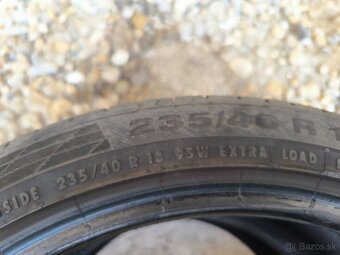 235/40 R 1
SIDE 235/40 R 18 95W EXTRA LOAD
Bazos.sk